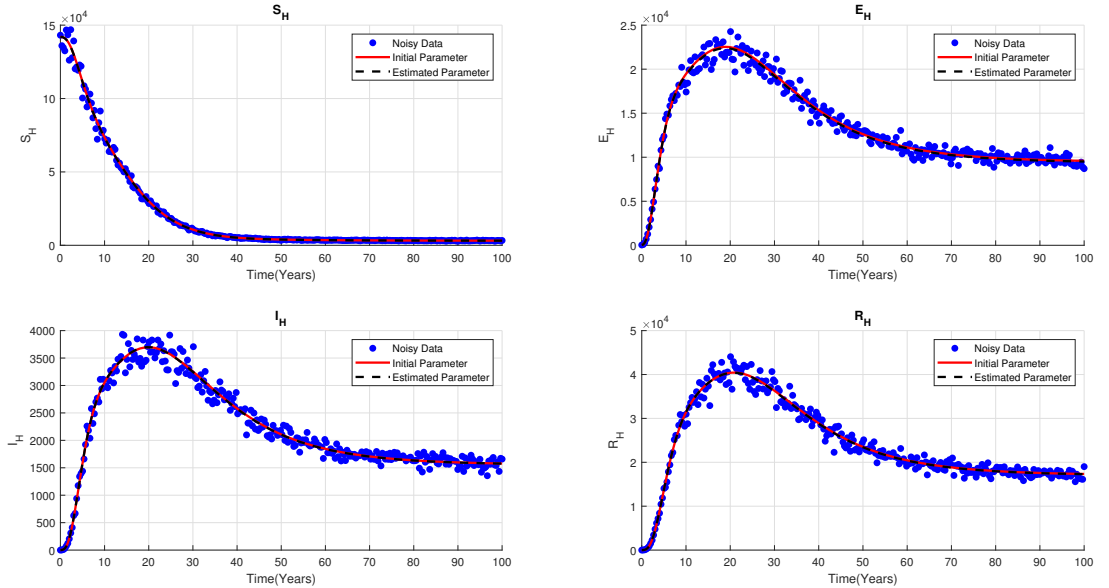 S_H
×10^4
15
10
5
0
S_H
0 10 20 30 40 50 60 70 80 90 100
Time(Years)
Noisy Data
Initial Parameter
Estimated Parameter
E_H
×10^4
2.5
2
1.5
1
0.5
0
E_H
0 10 20 30 40 50 60 70 80 90 100
Time(Years)
Noisy Data
Initial Parameter
Estimated Parameter
I_H
4000
3500
3000
2500
2000
1500
1000
500
0
I_H
0 10 20 30 40 50 60 70 80 90 100
Time(Years)
Noisy Data
Initial Parameter
Estimated Parameter
R_H
×10^4
5
4
3
2
1
0
R_H
0 10 20 30 40 50 60 70 80 90 100
Time(Years)
Noisy Data
Initial Parameter
Estimated Parameter